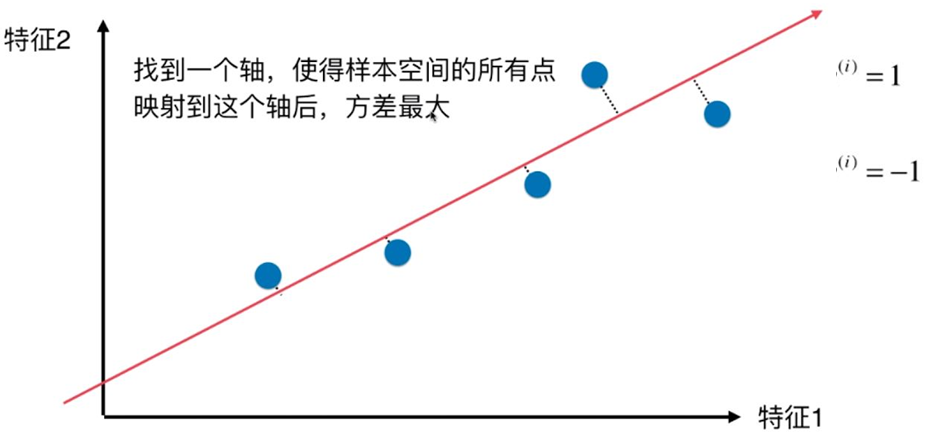 特征2
找到一个轴，使得样本空间的所有点
映射到这个轴后，方差最大
(i) = 1
(i) = -1
特征1